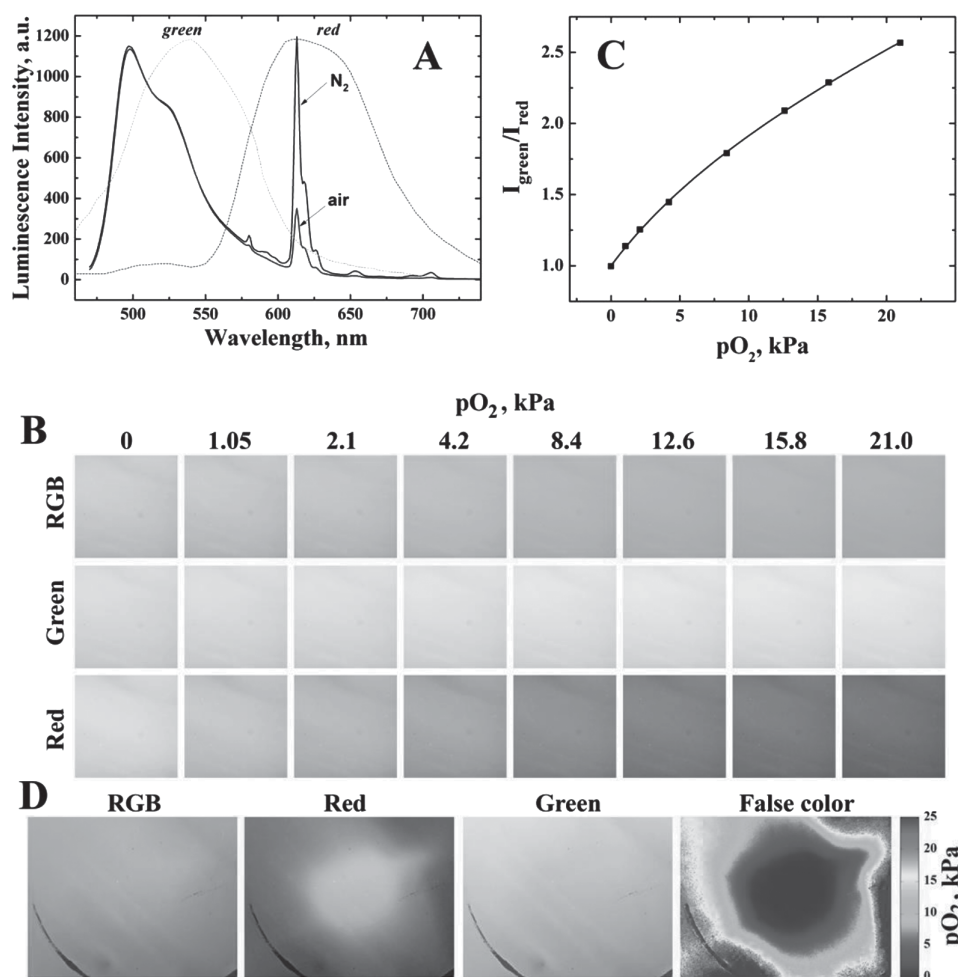 A
green
red
N2
air
Luminescence Intensity, a.u.
1200
1000
800
600
400
200
0
500 550 600 650 700
Wavelength, nm
C
Igreen/Ired
2.5
2.0
1.5
1.0
0 5 10 15 20
pO2, kPa
B
pO2, kPa
0 1.05 2.1 4.2 8.4 12.6 15.8 21.0
RGB
Green
Red
D
RGB Red Green False color
25
20
15
10
5
0
pO2, kPa